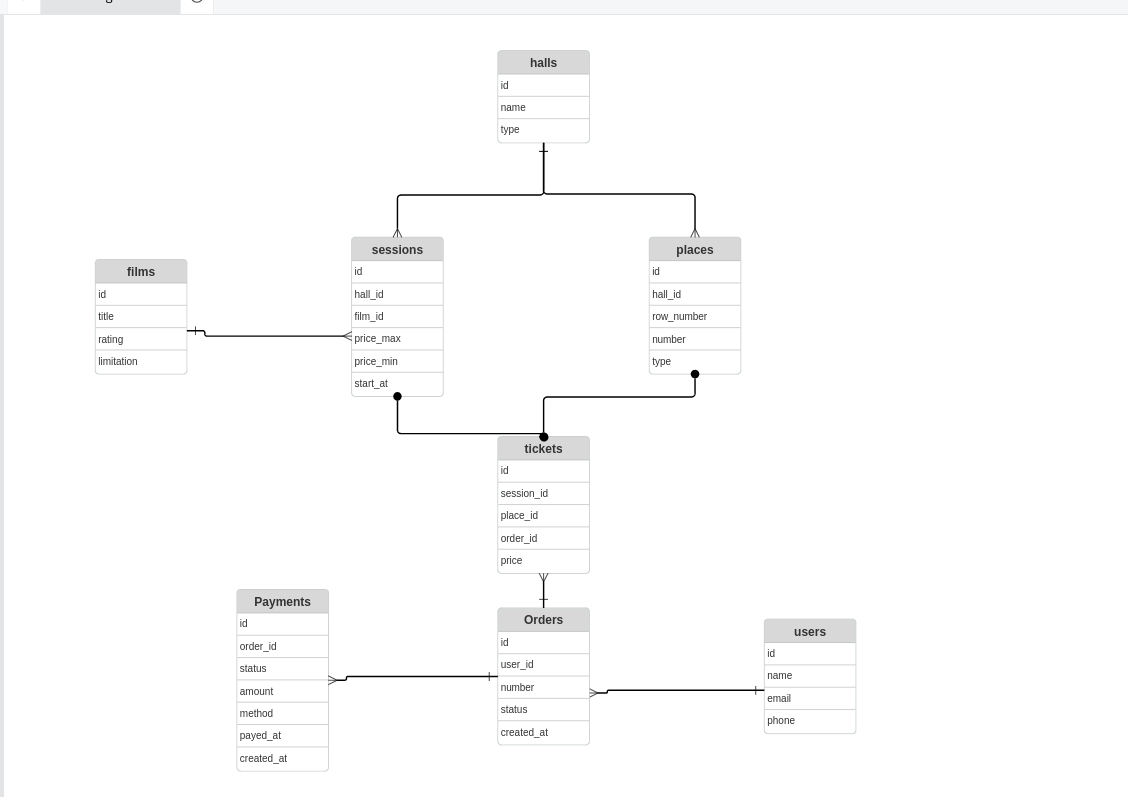 halls
id
name
type
sessions
id
hall_id
film_id
price_max
price_min
start_at
places
id
hall_id
row_number
number
type
films
id
title
rating
limitation
tickets
id
session_id
place_id
order_id
price
Payments
id
order_id
status
amount
method
payed_at
created_at
Orders
id
user_id
number
status
created_at
users
id
name
email
phone